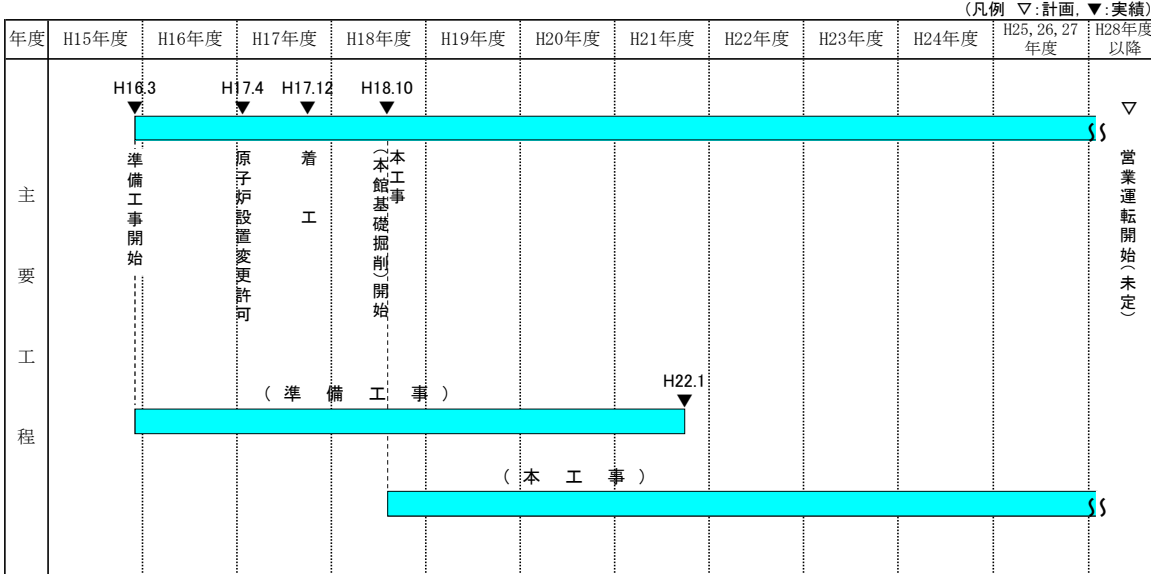 (凡例 ▽:計画, ▼:実績)
年度 H15年度 H16年度 H17年度 H18年度 H19年度 H20年度 H21年度 H22年度 H23年度 H24年度 H25,26,27年度 H28年度以降
主要工程
H16.3 H17.4 H17.12 H18.10
▼ ▼ ▼ ▼ ▽
準備工事開始
原子炉設置変更許可
着工
本工事
(本館基礎掘削)開始
営業運転開始(未定)
H22.1
▼
(準備工事)
(本工事)